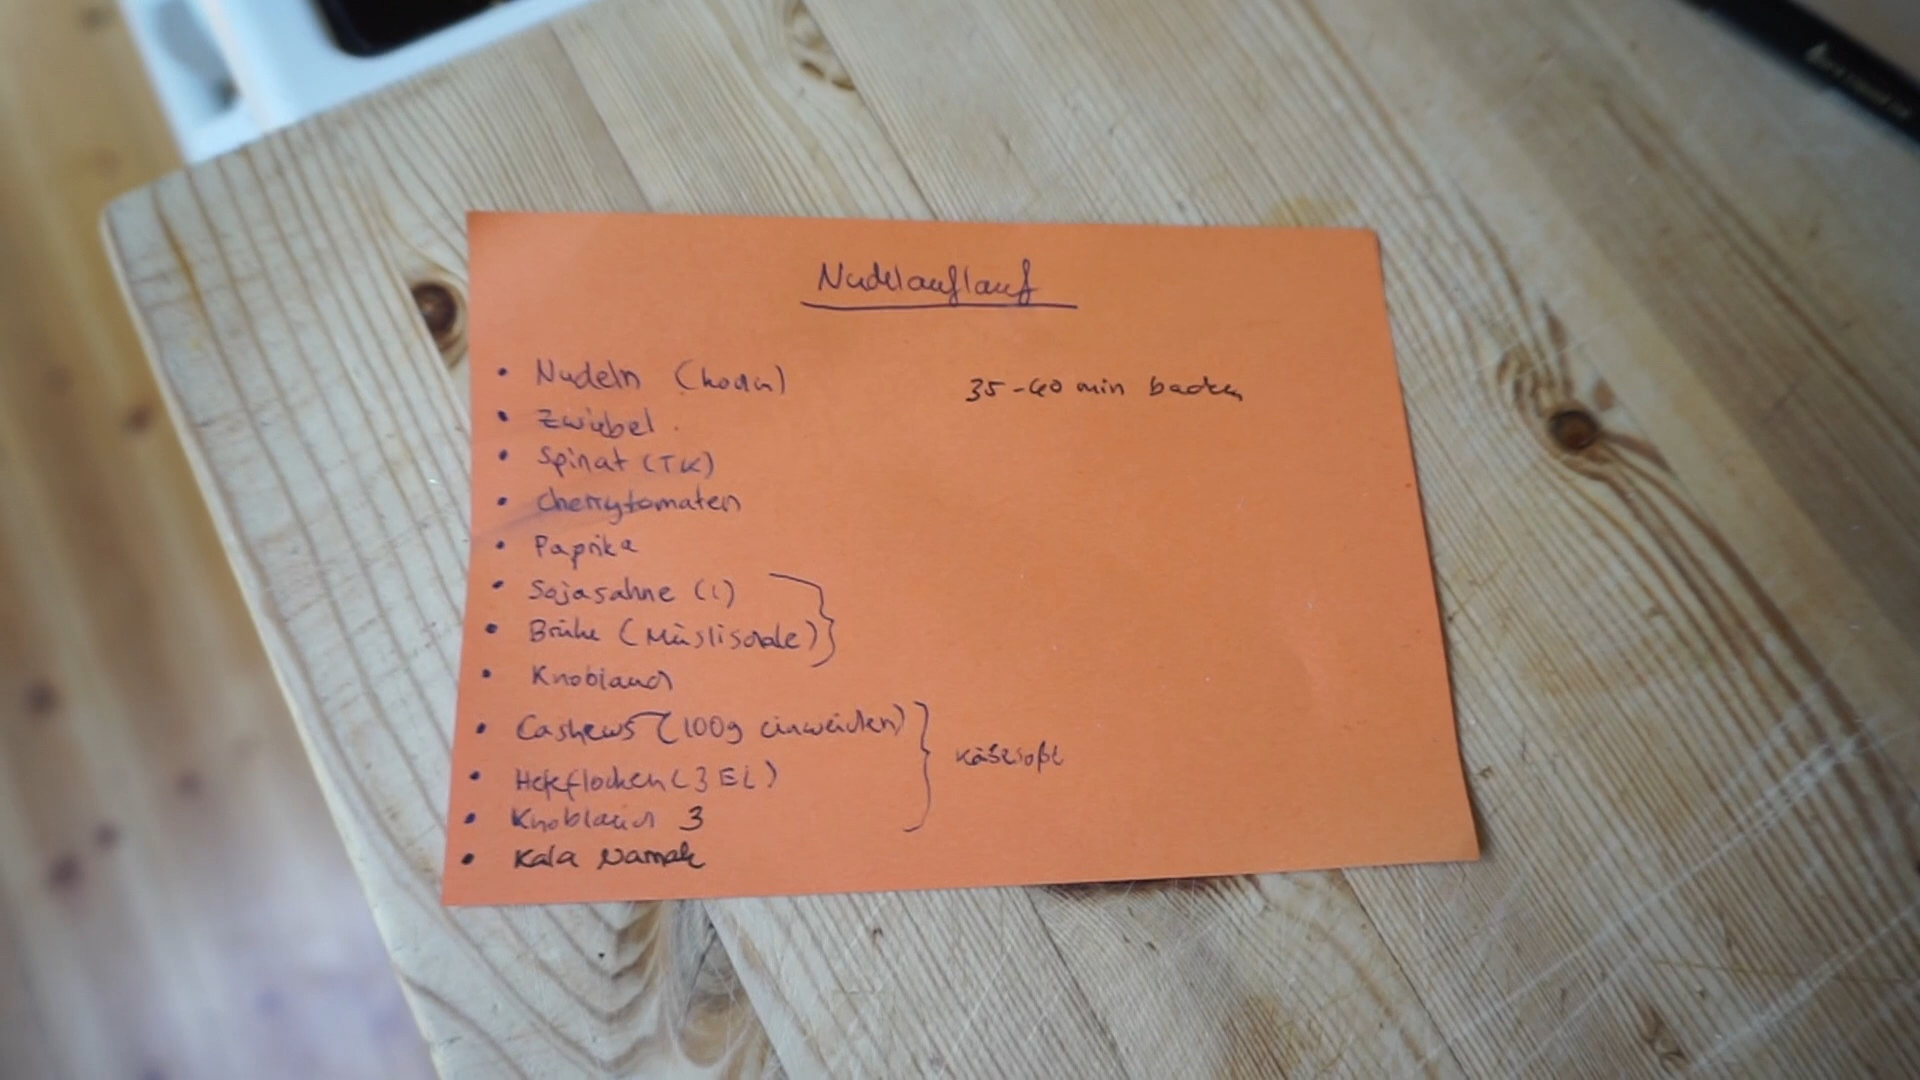 Nudelauflauf
• Nudeln (kochen)
35-40 min backen
• Zwiebel
• Spinat (TK)
• Cherrytomaten
• Paprika
• Sojasahne (1)
• Brühe (Müslischale)
• Knoblauch
• Cashews (100g einweichen)
Käsesoße
• Hefeflocken (3 EL)
• Knoblauch 3
• Kala Namak